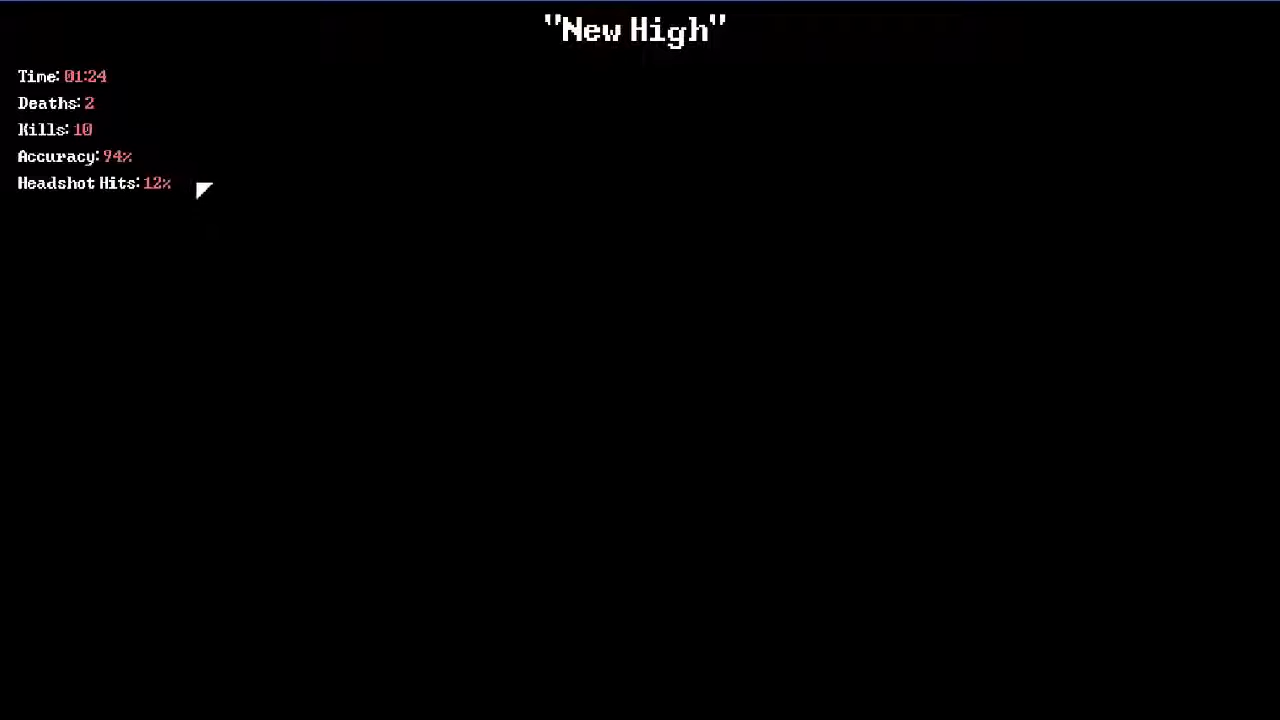 "New High"
Time: 01:24
Deaths: 2
Kills: 10
Accuracy: 94%
Headshot Hits: 12%